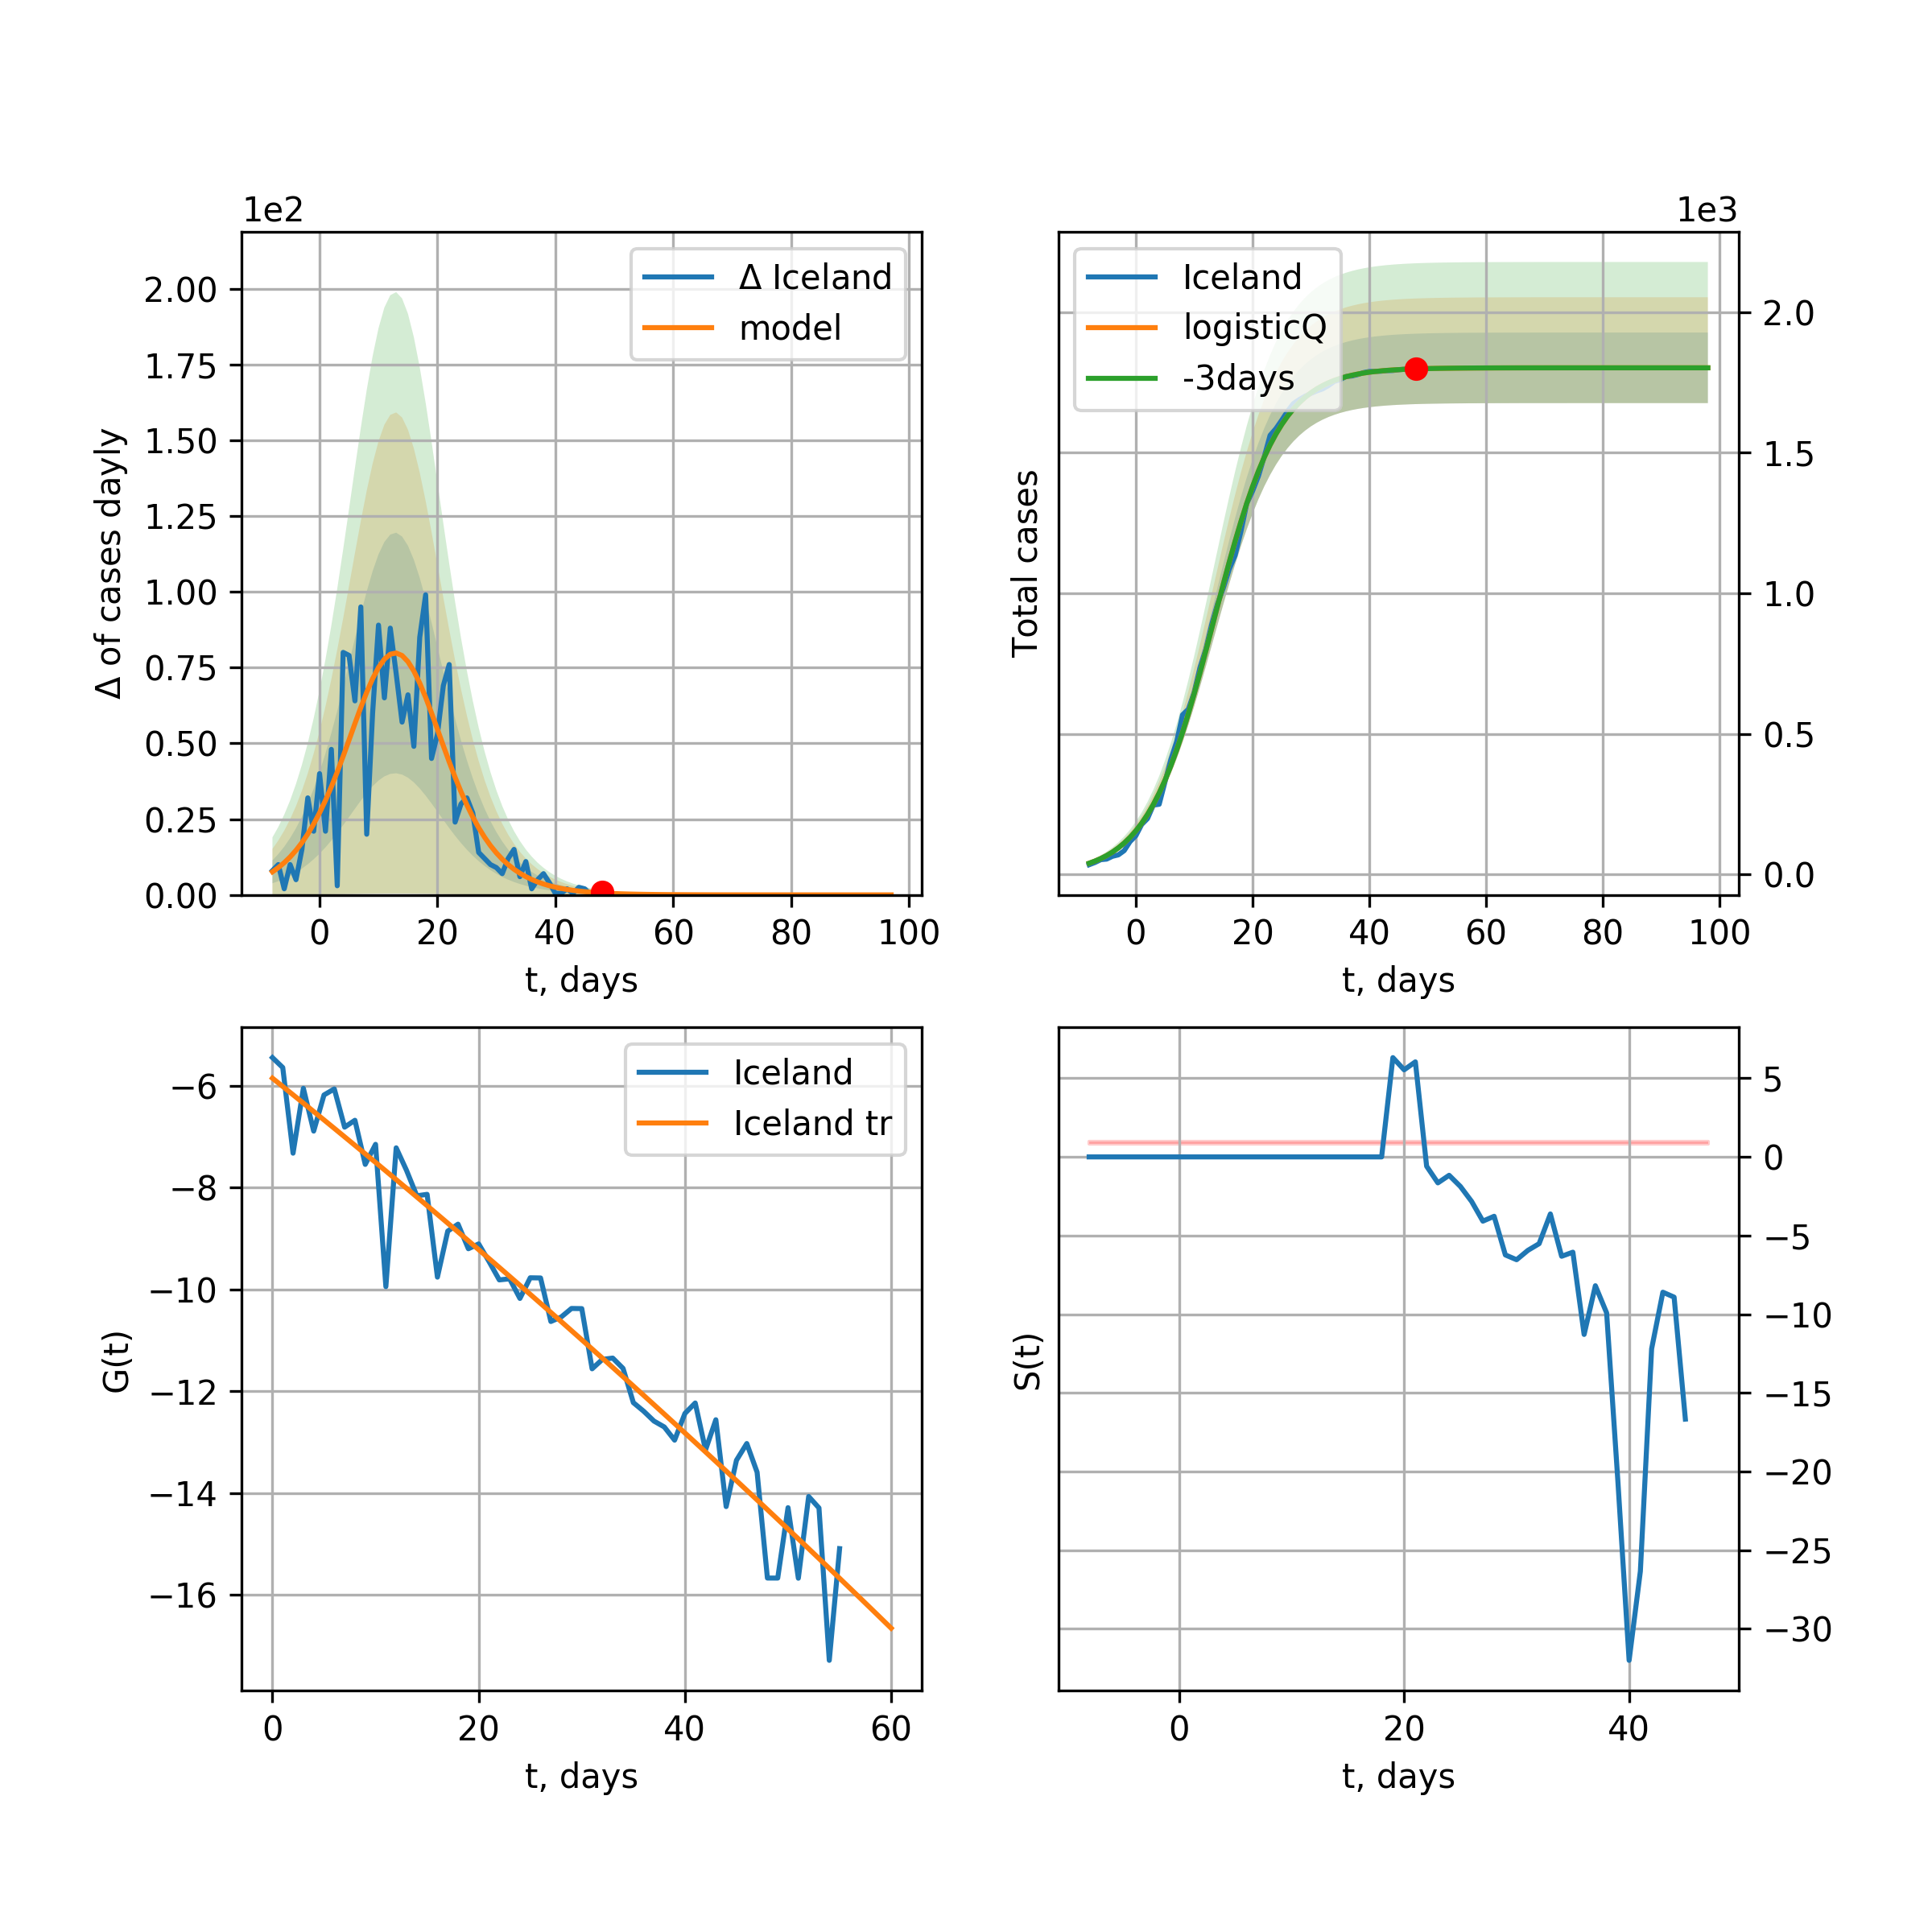 1e2
Δ of cases dayly
2.00
1.75
1.50
1.25
1.00
0.75
0.50
0.25
0.00
Δ Iceland
model
0 20 40 60 80 100
t, days
1e3
Total cases
Iceland
logisticQ
-3days
2.0
1.5
1.0
0.5
0.0
0 20 40 60 80 100
t, days
G(t)
−6
−8
−10
−12
−14
−16
Iceland
Iceland tr
0 20 40 60
t, days
S(t)
5
0
−5
−10
−15
−20
−25
−30
0 20 40
t, days